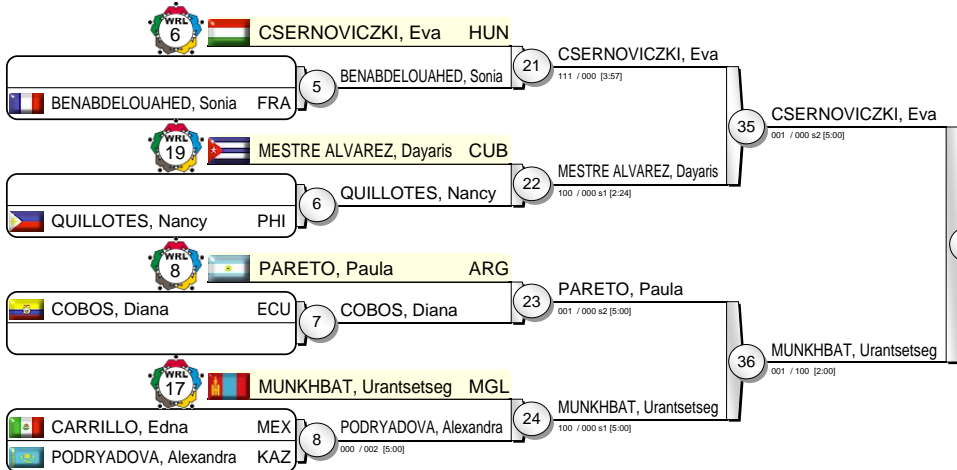 WRL 6 CSERNOVICZKI, Eva HUN
21 CSERNOVICZKI, Eva
111 / 000 [3:57]
5 BENABDELOUAHED, Sonia
BENABDELOUAHED, Sonia FRA
35 CSERNOVICZKI, Eva
001 / 000 s2 [5:00]
WRL 19 MESTRE ALVAREZ, Dayaris CUB
22 MESTRE ALVAREZ, Dayaris
100 / 000 s1 [2:24]
6 QUILLOTES, Nancy
QUILLOTES, Nancy PHI
WRL 8 PARETO, Paula ARG
23 PARETO, Paula
001 / 000 s2 [5:00]
COBOS, Diana ECU
7 COBOS, Diana
36 MUNKHBAT, Urantsetseg
001 / 100 [2:00]
WRL 17 MUNKHBAT, Urantsetseg MGL
24 MUNKHBAT, Urantsetseg
100 / 000 s1 [5:00]
CARRILLO, Edna MEX
8 PODRYADOVA, Alexandra
000 / 002 [5:00]
PODRYADOVA, Alexandra KAZ